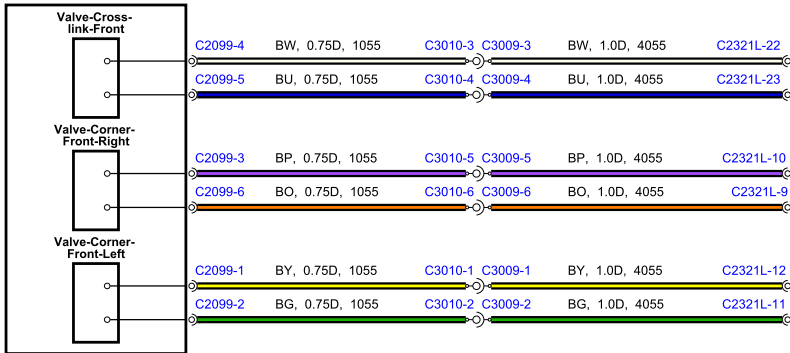 Valve-Cross-
link-Front
C2099-4 BW, 0.75D, 1055 C3010-3 C3009-3 BW, 1.0D, 4055 C2321L-22
C2099-5 BU, 0.75D, 1055 C3010-4 C3009-4 BU, 1.0D, 4055 C2321L-23
Valve-Corner-
Front-Right
C2099-3 BP, 0.75D, 1055 C3010-5 C3009-5 BP, 1.0D, 4055 C2321L-10
C2099-6 BO, 0.75D, 1055 C3010-6 C3009-6 BO, 1.0D, 4055 C2321L-9
Valve-Corner-
Front-Left
C2099-1 BY, 0.75D, 1055 C3010-1 C3009-1 BY, 1.0D, 4055 C2321L-12
C2099-2 BG, 0.75D, 1055 C3010-2 C3009-2 BG, 1.0D, 4055 C2321L-11